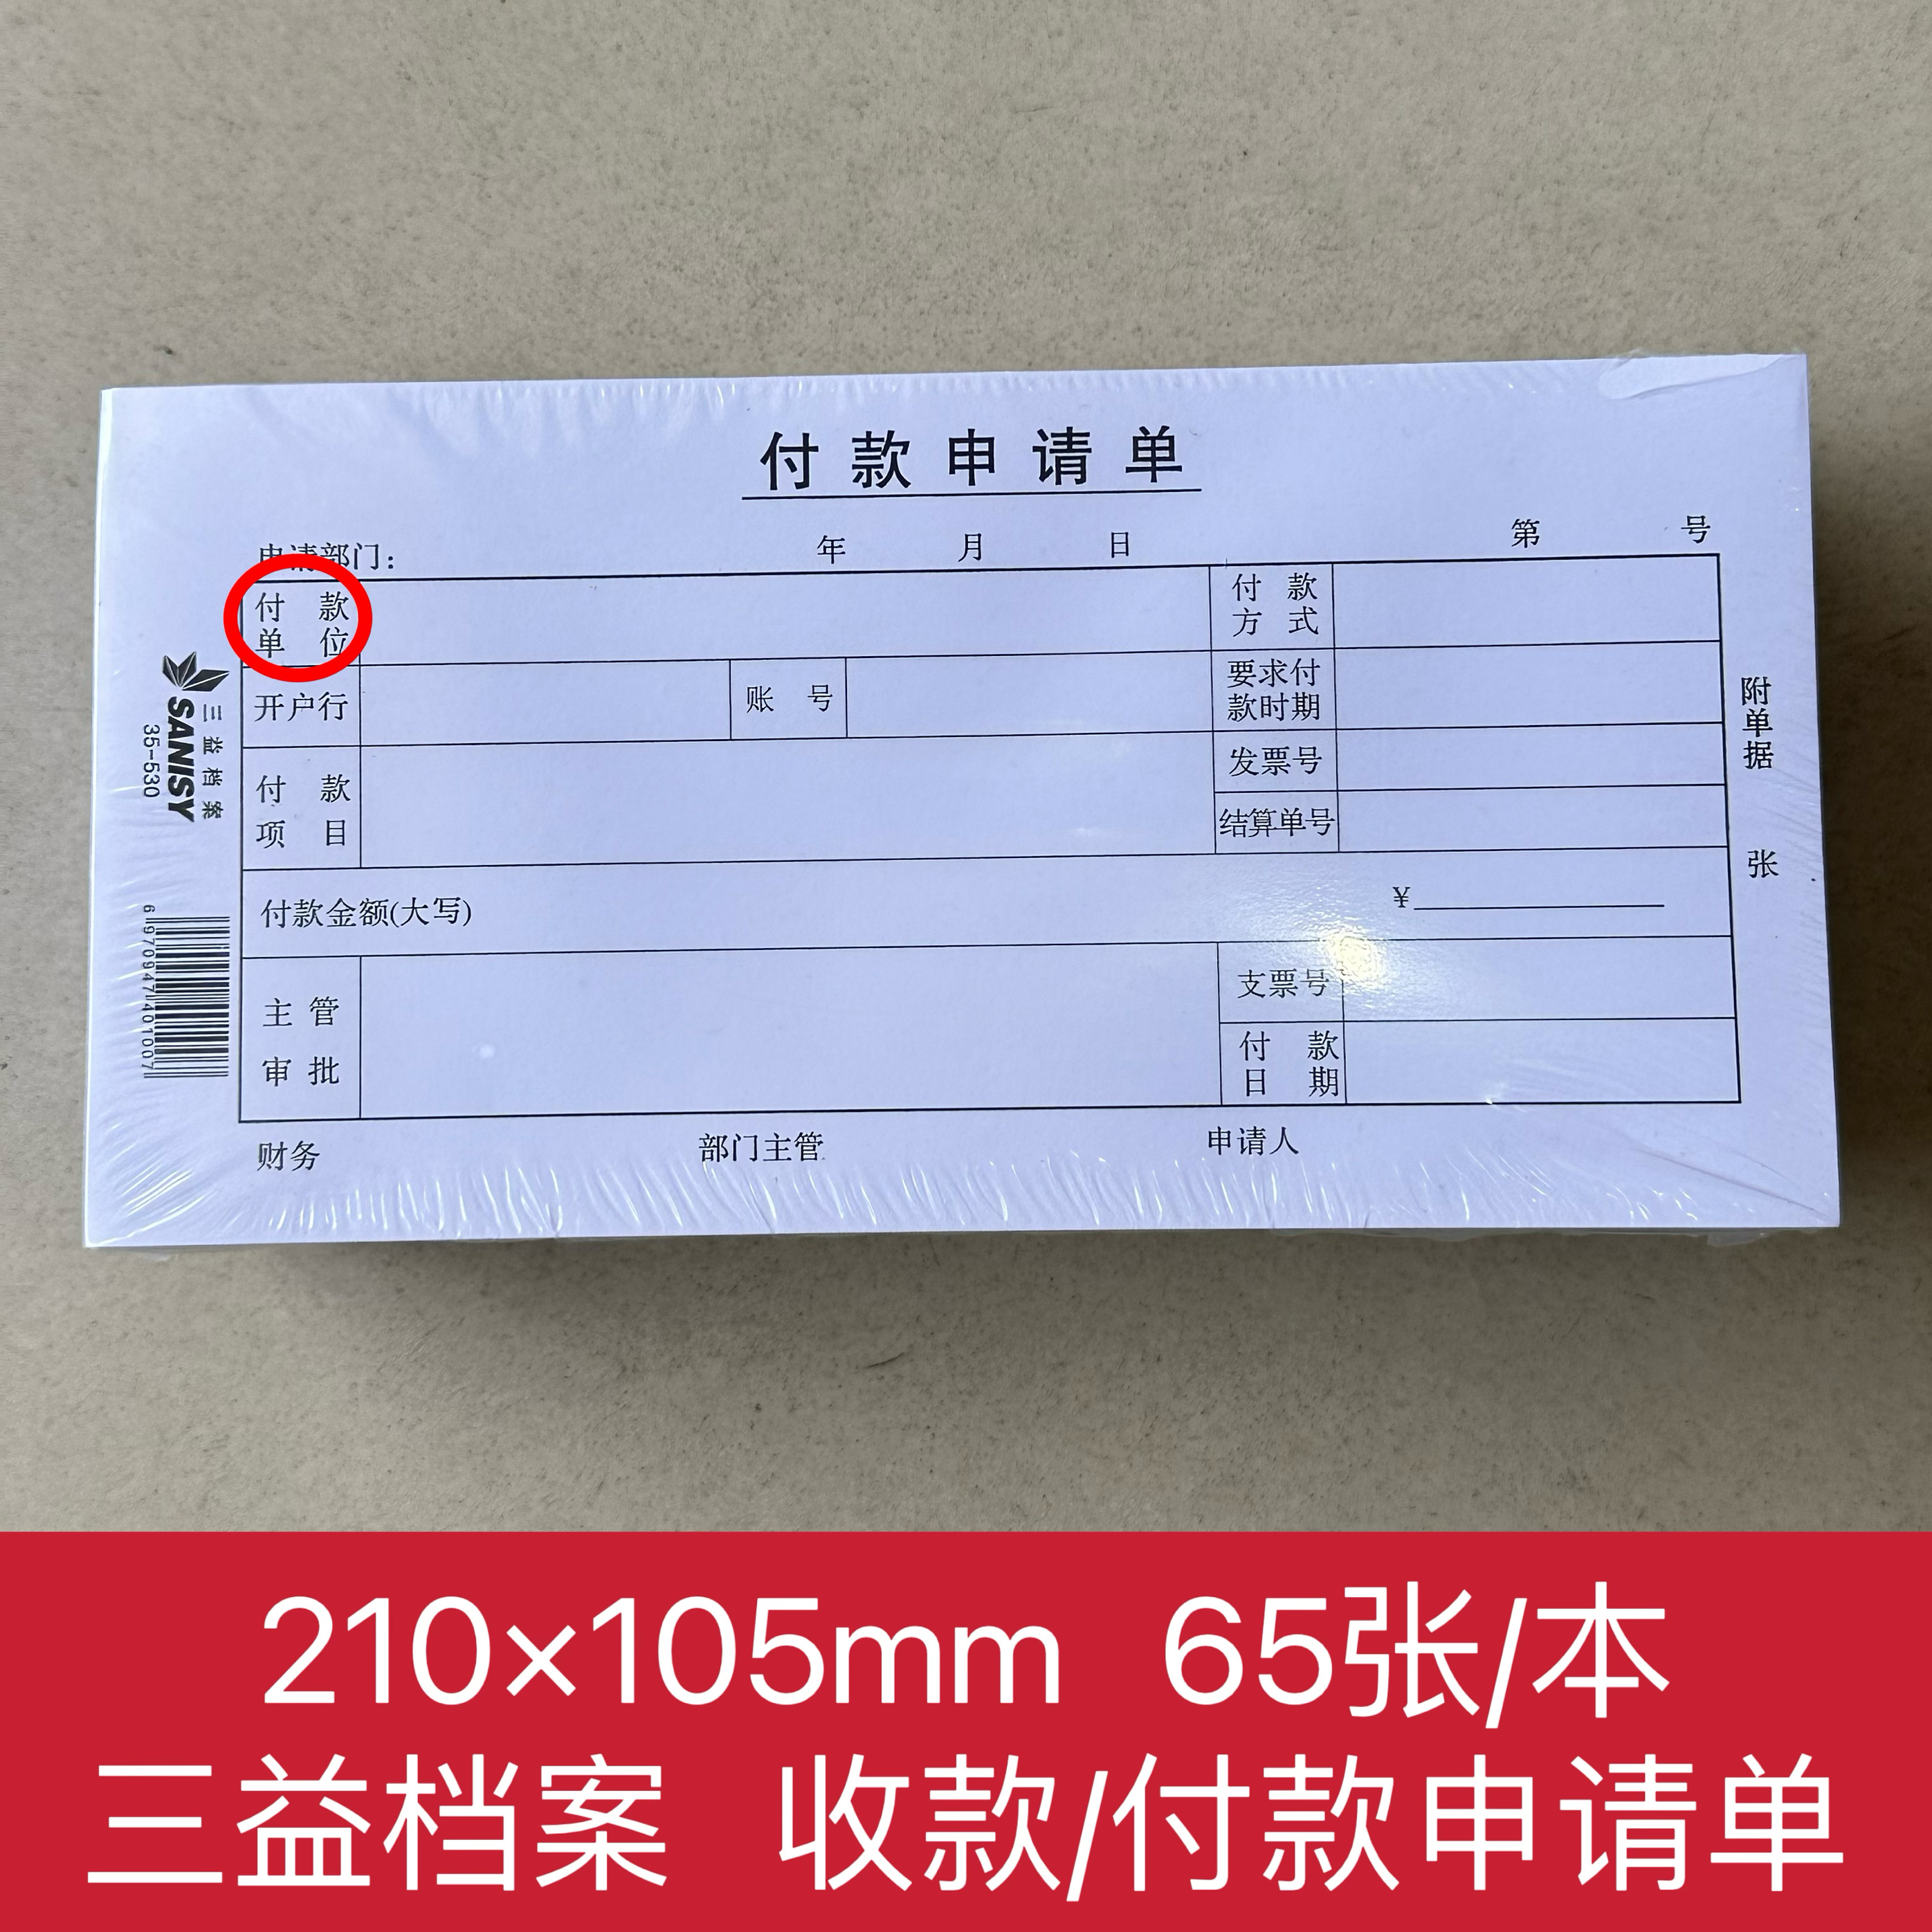 付款申请单
申请部门：	年	月	日	第	号
付款
单位
付款
方式
开户行
账号
要求付
款时期
付款
项目
发票号
结算单号
付款金额(大写)	¥
主管
审批
支票号
付款
日期
财务	部门主管	申请人
附单据	张
三益档案
SANISY
35-530
6970947401007
210×105mm 65张/本
三益档案 收款/付款申请单